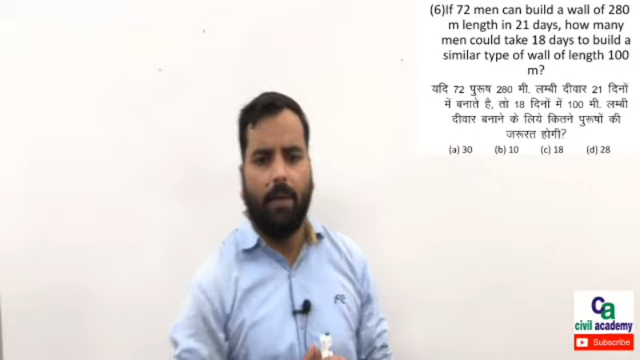 (6)If 72 men can build a wall of 280
m length in 21 days, how many
men could take 18 days to build a
similar type of wall of length 100
m?
यदि 72 पुरूष 280 मी. लम्बी दीवार 21 दिनों
में बनाते है, तो 18 दिनों में 100 मी. लम्बी
दीवार बनाने के लिये कितने पुरूषों की
जरूरत होगी?
(a) 30 (b) 10 (c) 18 (d) 28
ca
civil academy
Subscribe